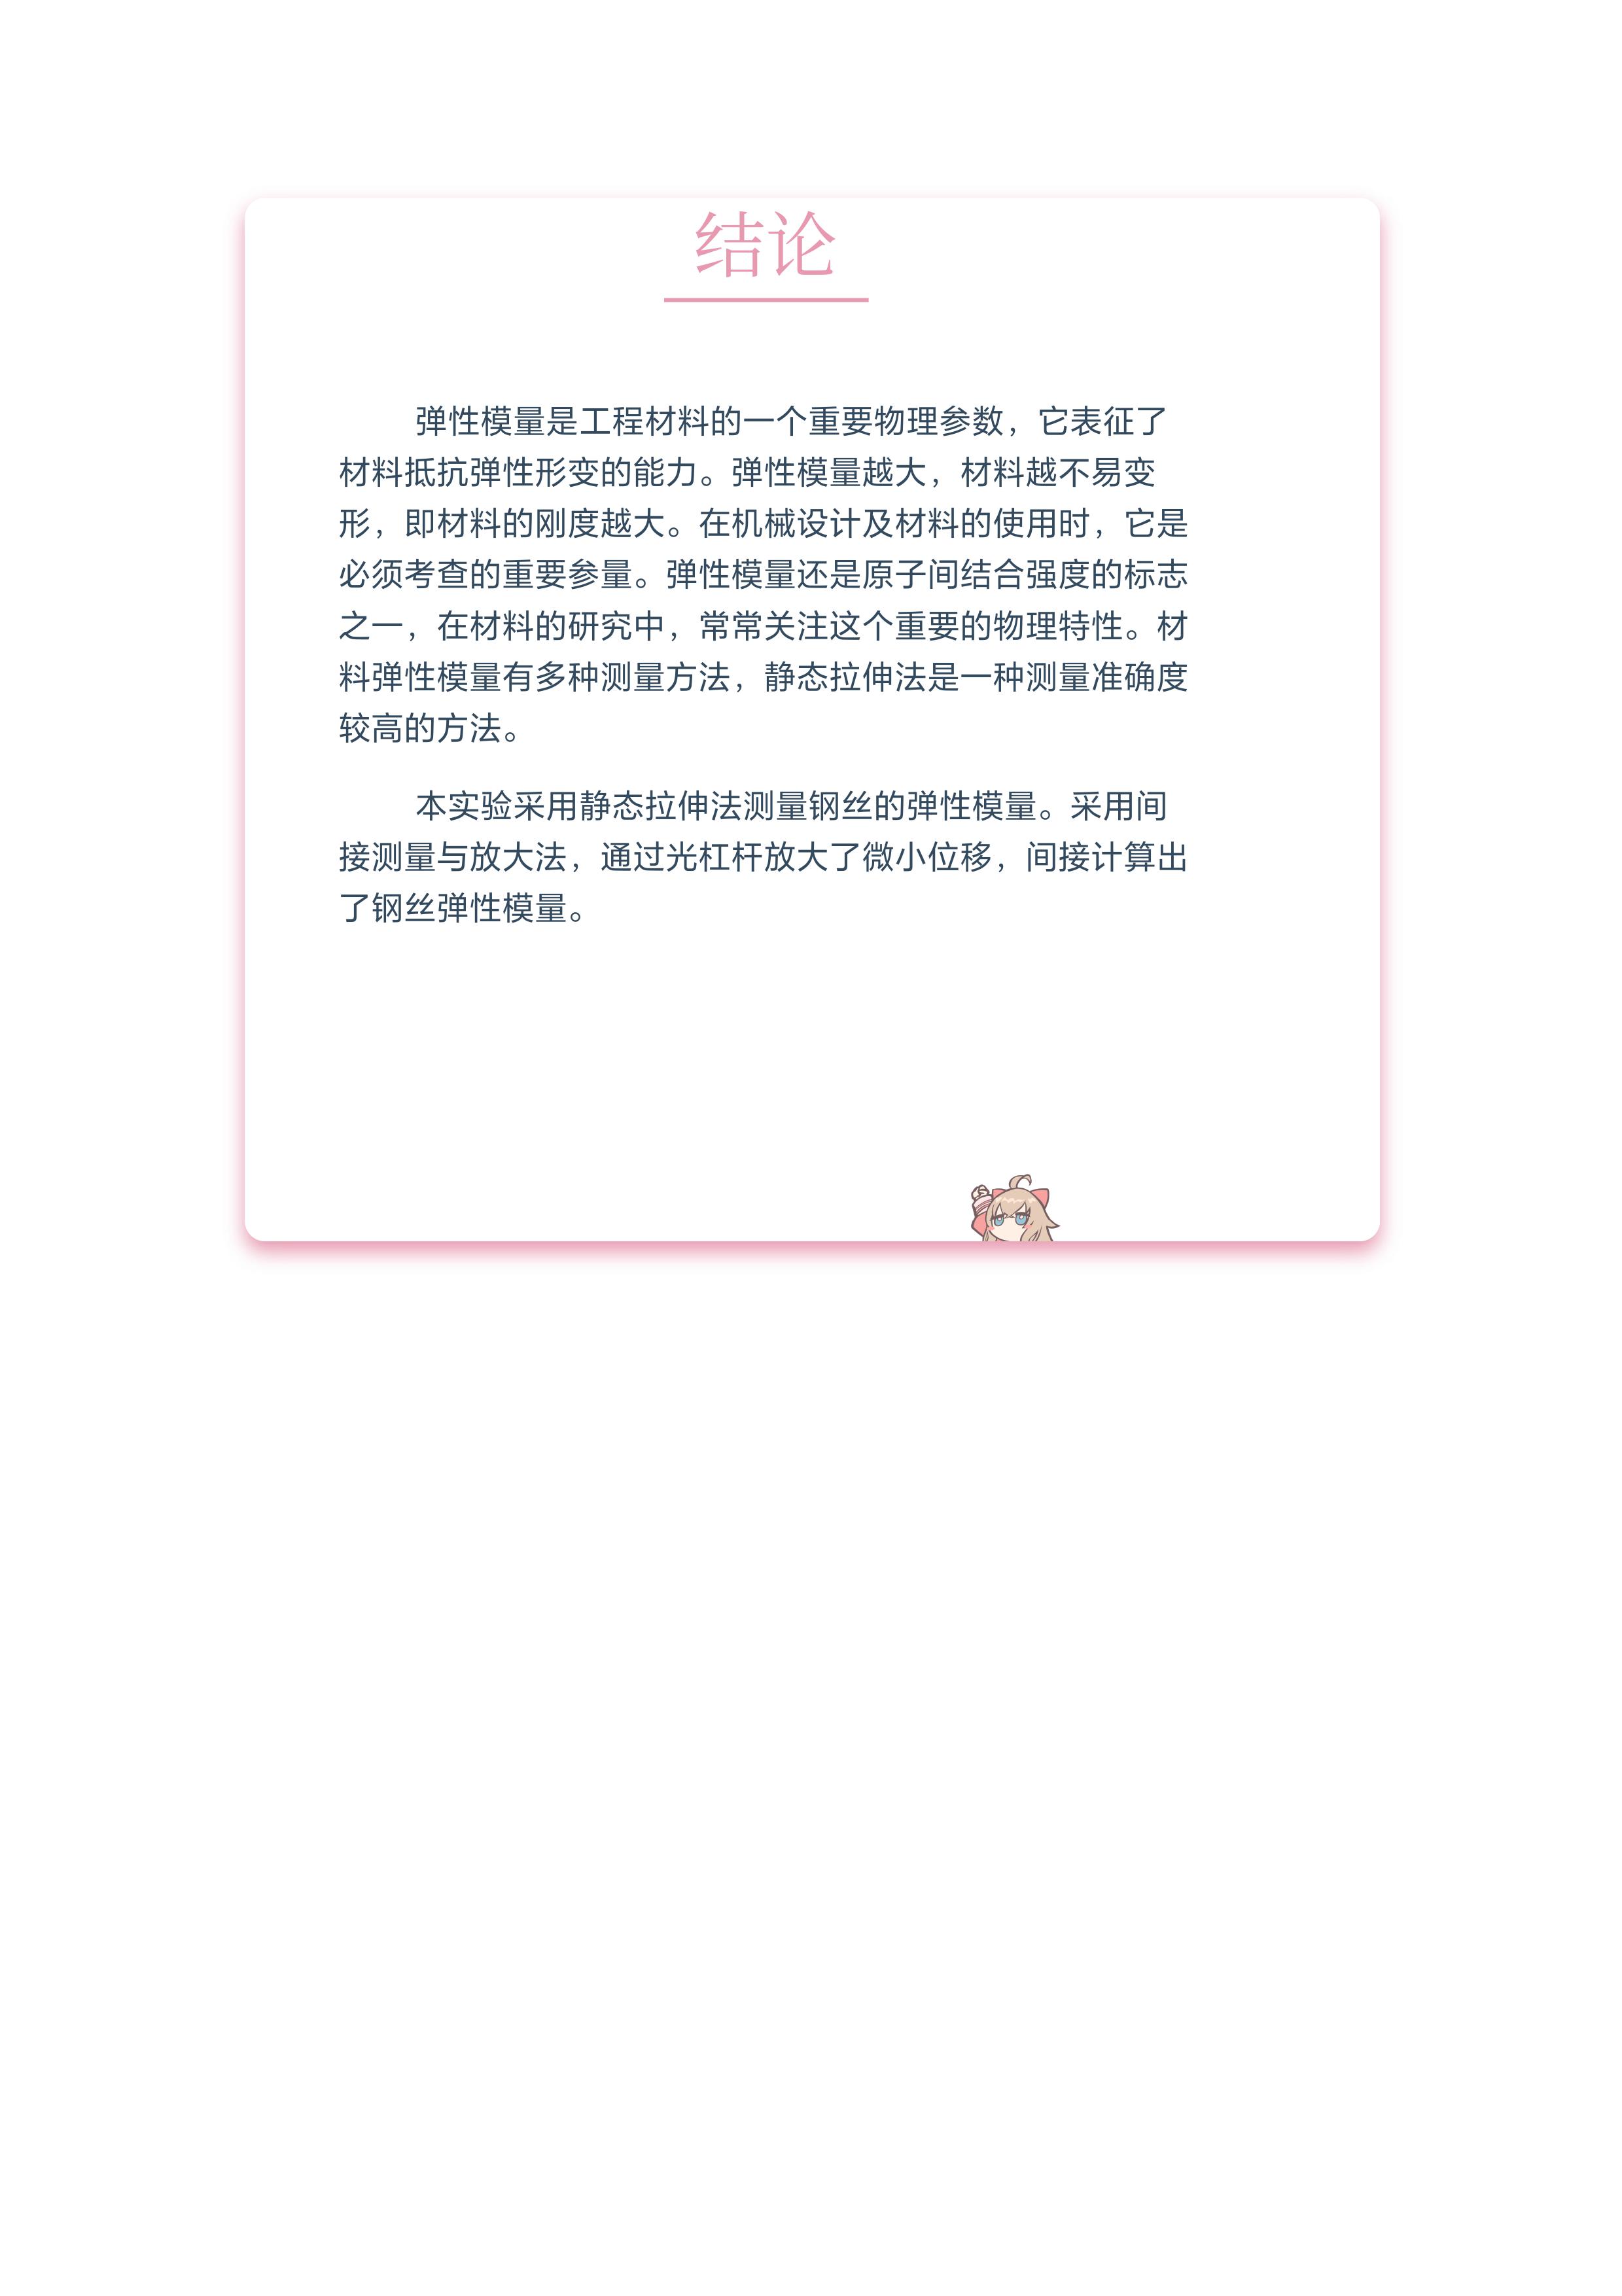 结论
弹性模量是工程材料的一个重要物理参数，它表征了
材料抵抗弹性形变的能力。弹性模量越大，材料越不易变
形，即材料的刚度越大。在机械设计及材料的使用时，它是
必须考查的重要参量。弹性模量还是原子间结合强度的标志
之一，在材料的研究中，常常关注这个重要的物理特性。材
料弹性模量有多种测量方法，静态拉伸法是一种测量准确度
较高的方法。
本实验采用静态拉伸法测量钢丝的弹性模量。采用间
接测量与放大法，通过光杠杆放大了微小位移，间接计算出
了钢丝弹性模量。